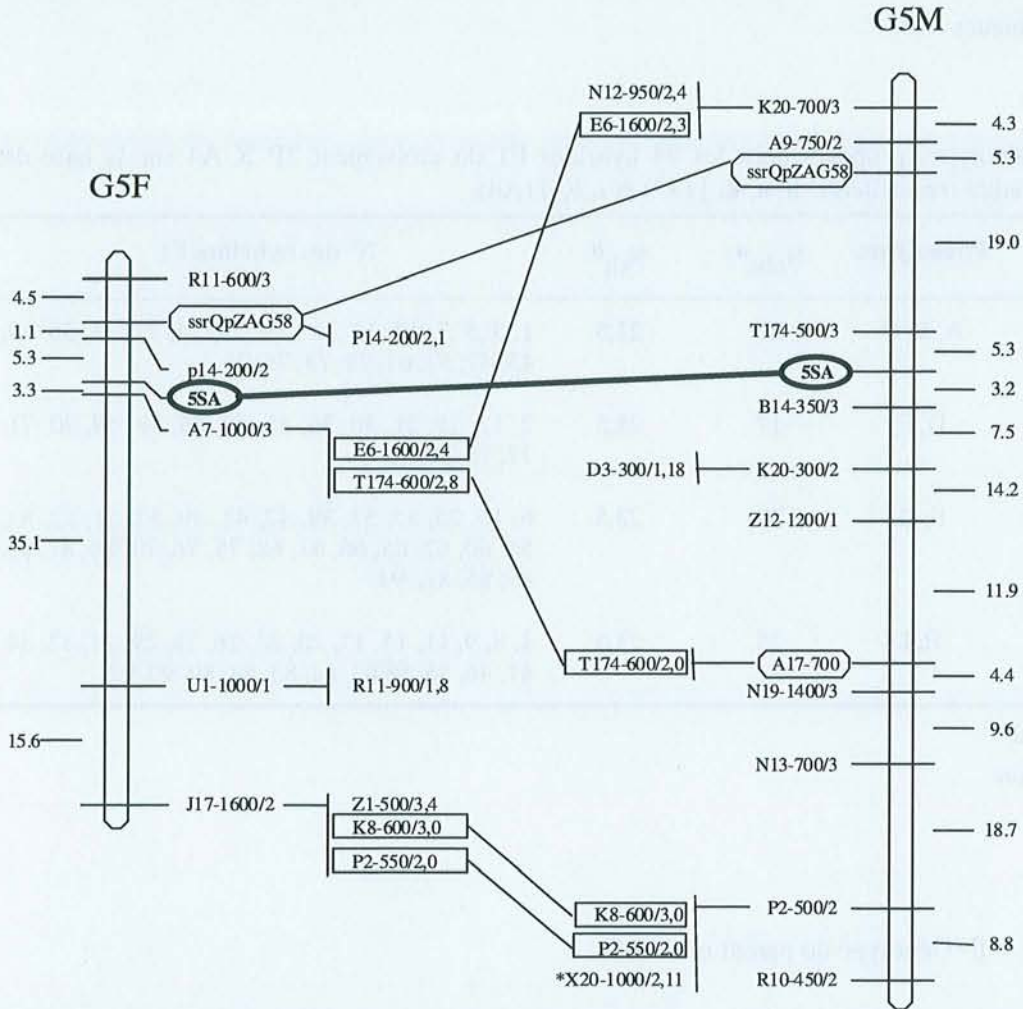 G5M
G5F
N12-950/2,4
E6-1600/2,3
K20-700/3
4.3
A9-750/2
5.3
ssrQpZAG58
19.0
R11-600/3
4.5
ssrQpZAG58
1.1
P14-200/2,1
T174-500/3
5.3
5.3
p14-200/2
5SA
5SA
3.3
3.2
B14-350/3
A7-1000/3
7.5
E6-1600/2,4
T174-600/2,8
D3-300/1,18
K20-300/2
14.2
Z12-1200/1
35.1
11.9
T174-600/2,0
A17-700
4.4
U1-1000/1
R11-900/1,8
N19-1400/3
9.6
15.6
N13-700/3
J17-1600/2
Z1-500/3,4
18.7
K8-600/3,0
P2-550/2,0
K8-600/3,0
P2-500/2
P2-550/2,0
8.8
*X20-1000/2,11
R10-450/2